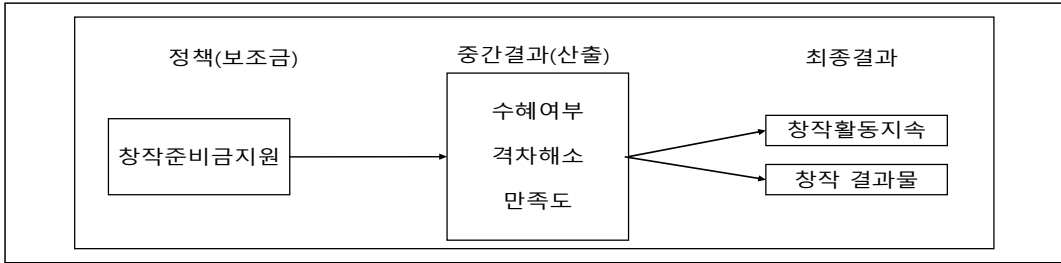 정책(보조금)
중간결과(산출)
최종결과
창작준비금지원
수혜여부
격차해소
만족도
창작활동지속
창작 결과물